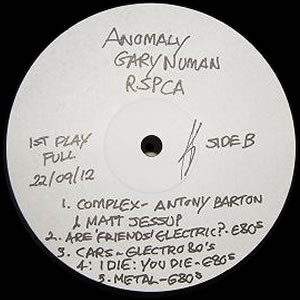 ANOMALY
GARY NUMAN
RSPCA
1ST PLAY
FULL
22/09/12
SIDE B
1. COMPLEX - ANTONY BARTON
& MATT JESSUP
2. ARE 'FRIENDS' ELECTRIC? - E80s
3. CARS - ELECTRO 80's
4: I DIE: YOU DIE - E80s
5. METAL - E80s